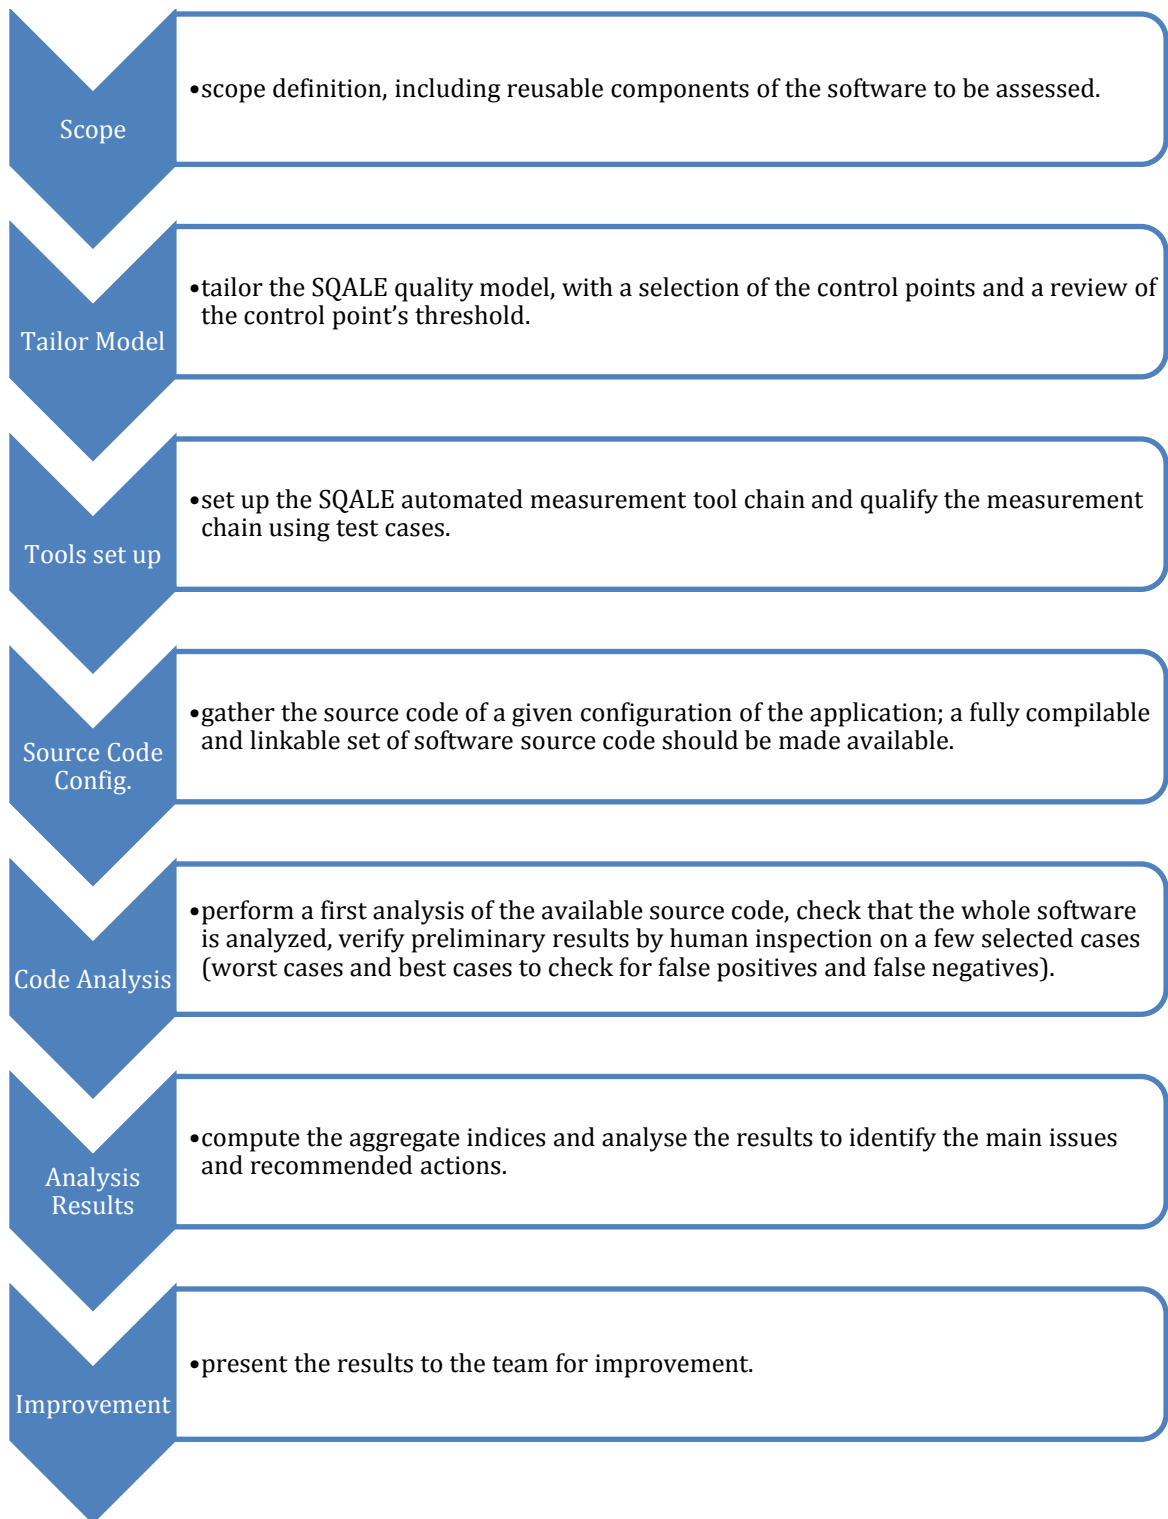 Scope
•scope definition, including reusable components of the software to be assessed.
Tailor Model
•tailor the SQALE quality model, with a selection of the control points and a review of
the control point’s threshold.
Tools set up
•set up the SQALE automated measurement tool chain and qualify the measurement
chain using test cases.
Source Code
Config.
•gather the source code of a given configuration of the application; a fully compilable
and linkable set of software source code should be made available.
Code Analysis
•perform a first analysis of the available source code, check that the whole software
is analyzed, verify preliminary results by human inspection on a few selected cases
(worst cases and best cases to check for false positives and false negatives).
Analysis
Results
•compute the aggregate indices and analyse the results to identify the main issues
and recommended actions.
Improvement
•present the results to the team for improvement.